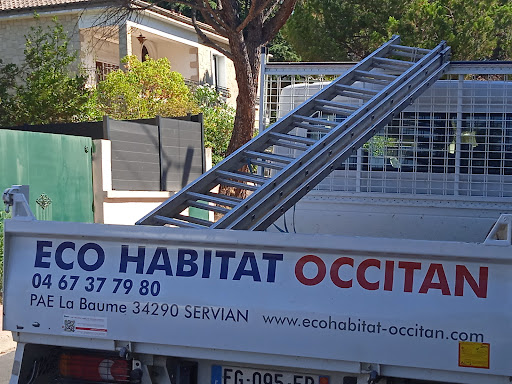 ECO HABITAT OCCITAN
04 67 37 79 80
PAE La Baume 34290 SERVIAN
www.ecohabitat-occitan.com